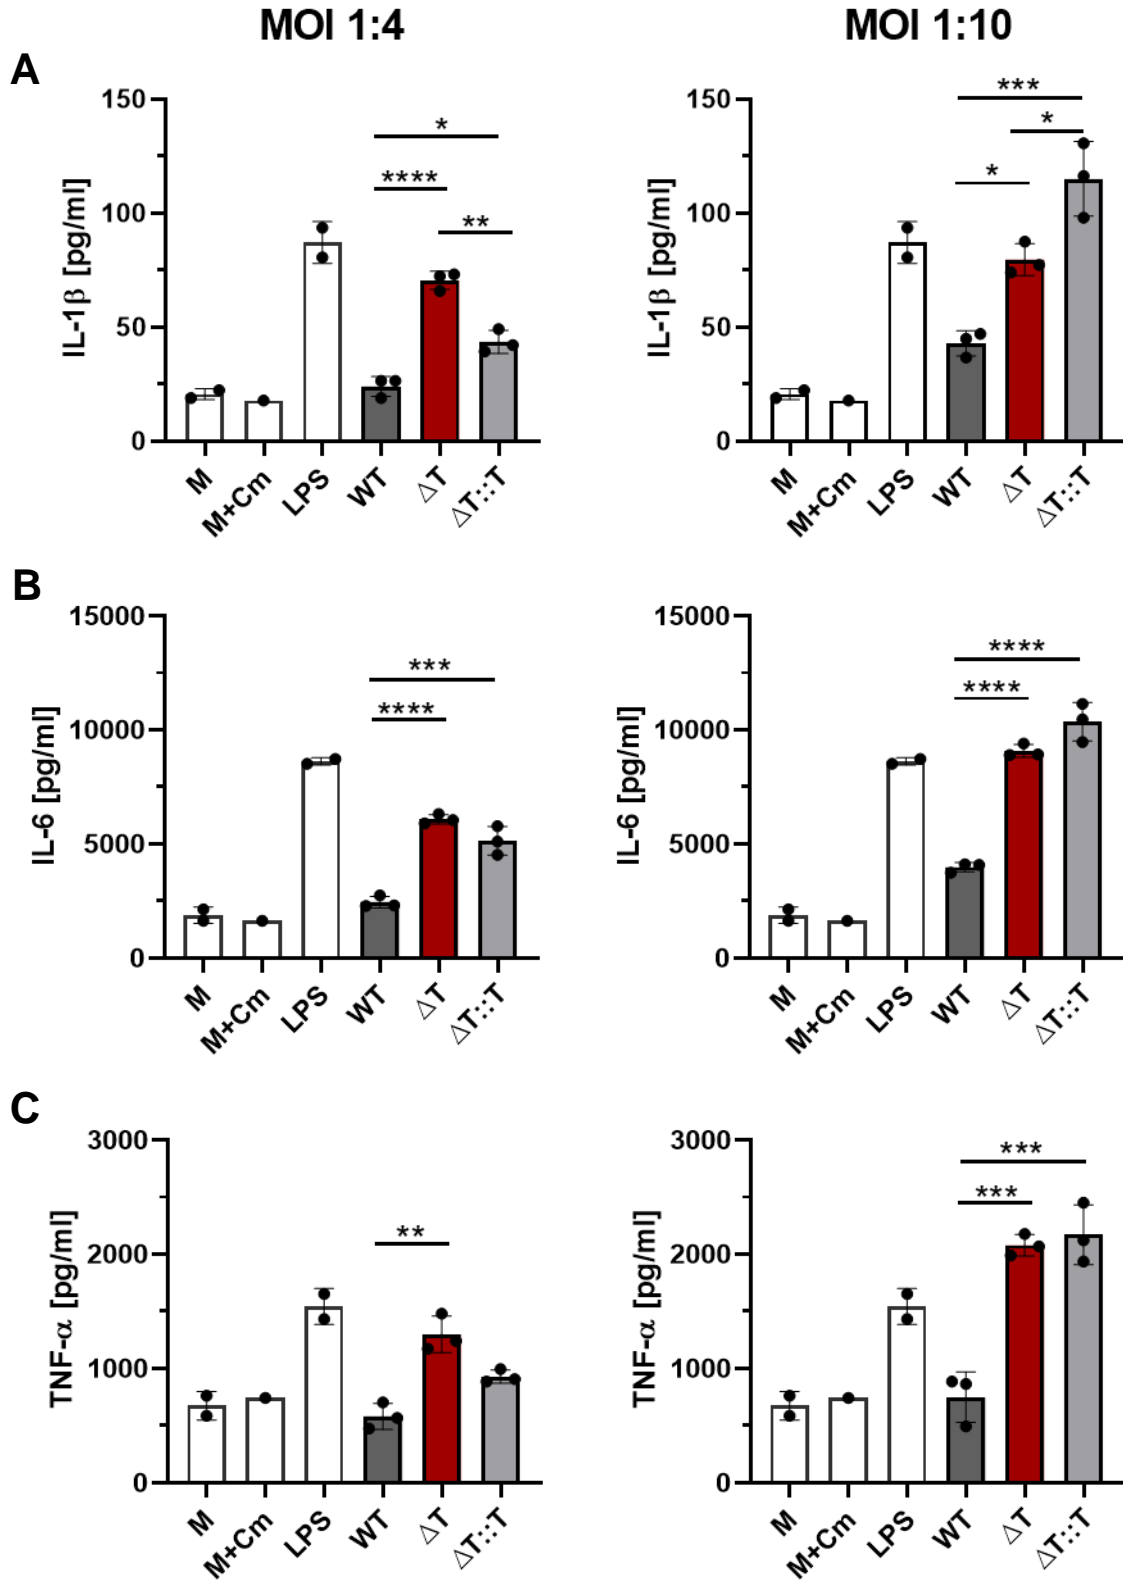 MOI 1:4 MOI 1:10
A
150 150
*** 
* *
**** *
**
100 100
IL-1β [pg/ml] IL-1β [pg/ml]
50 50
0 0
M M+Cm LPS WT ΔT ΔT::T M M+Cm LPS WT ΔT ΔT::T
B
15000 15000
*** ****
**** ****
10000 10000
IL-6 [pg/ml] IL-6 [pg/ml]
5000 5000
0 0
M M+Cm LPS WT ΔT ΔT::T M M+Cm LPS WT ΔT ΔT::T
C
3000 3000
***
** ***
2000 2000
TNF-α [pg/ml] TNF-α [pg/ml]
1000 1000
0 0
M M+Cm LPS WT ΔT ΔT::T M M+Cm LPS WT ΔT ΔT::T